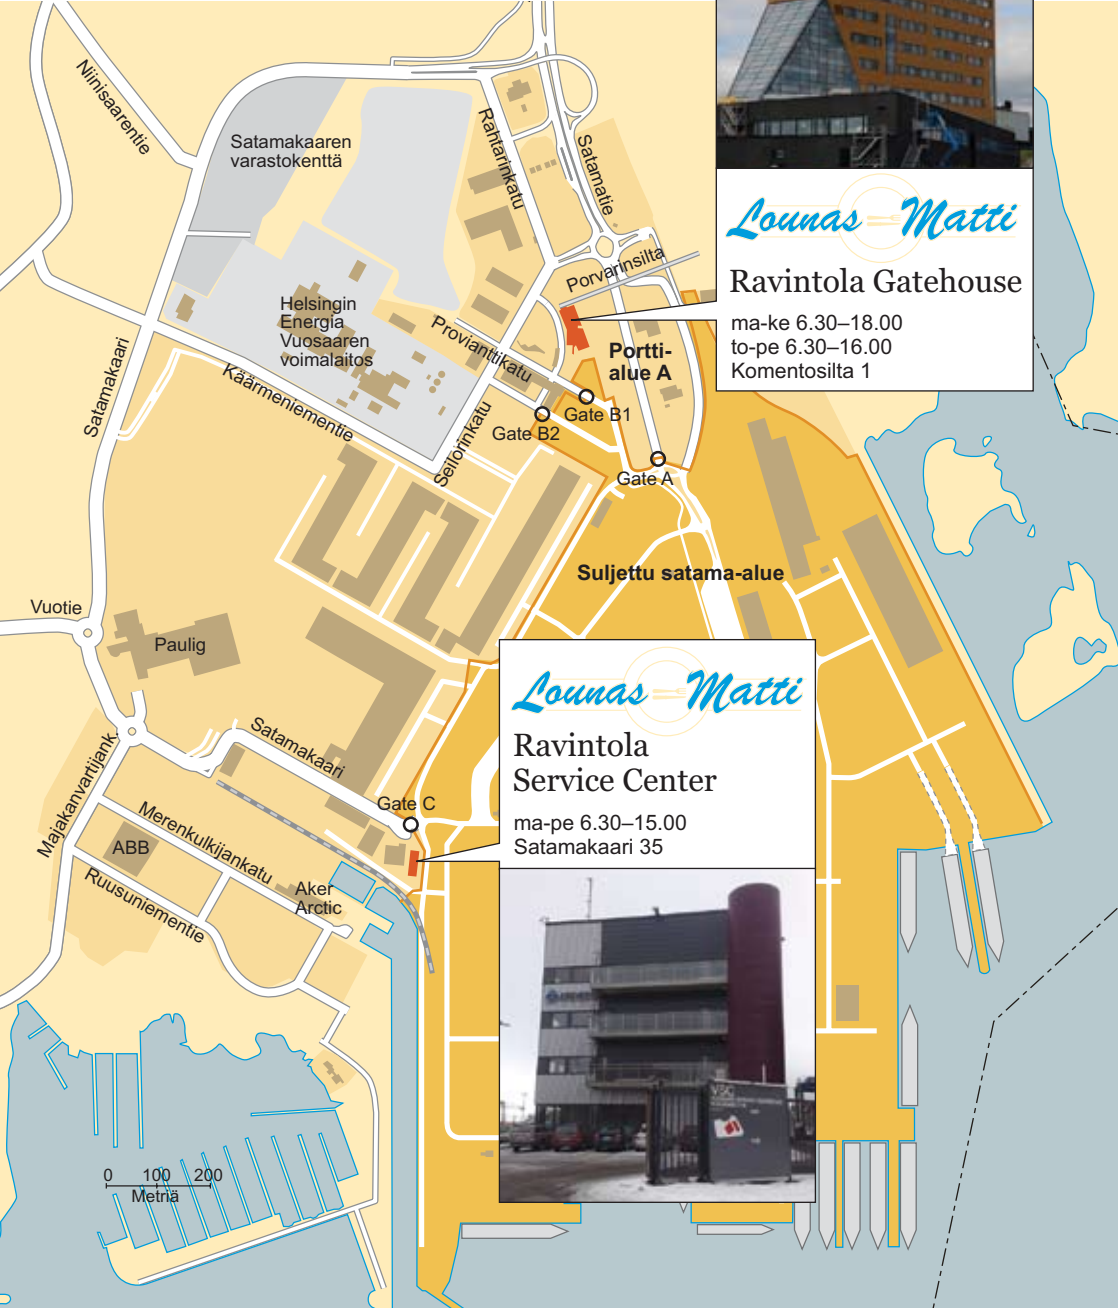 Niinisaarentie
Satamakaaren
varastokenttä
Rahtarinkatu
Satamatie
Porvarinsilta
Lounas Matti
Ravintola Gatehouse
ma-ke 6.30–18.00
to-pe 6.30–16.00
Komentosilta 1
Helsingin
Energia
Vuosaaren
voimalaitos
Provianttikatu
Portti-
alue A
Satamakaari
Käärmeniementie
Seilorinkatu
Gate B1
Gate B2
Gate A
Suljettu satama-alue
Vuotie
Paulig
Lounas Matti
Ravintola
Service Center
ma-pe 6.30–15.00
Satamakaari 35
Satamakaari
Gate C
Majakanvartijank.
Merenkulkijankatu
ABB
Ruusuniementie
Aker
Arctic
0 100 200
Metriä